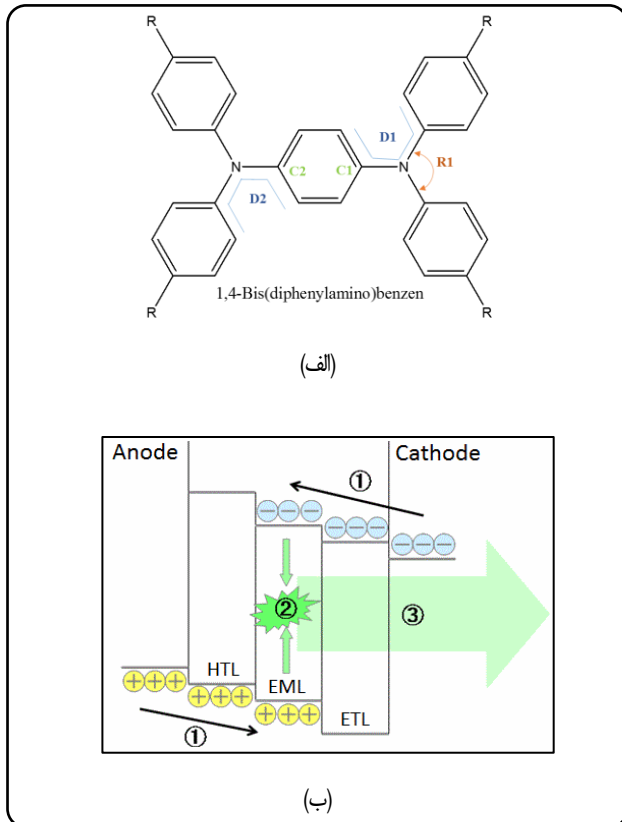 R R
D1
N N
C2 C1 R1
D2
R R
1,4-Bis(diphenylamino)benzen
(الف)
Anode Cathode
①
②
③
HTL
EML
ETL
①
(ب)